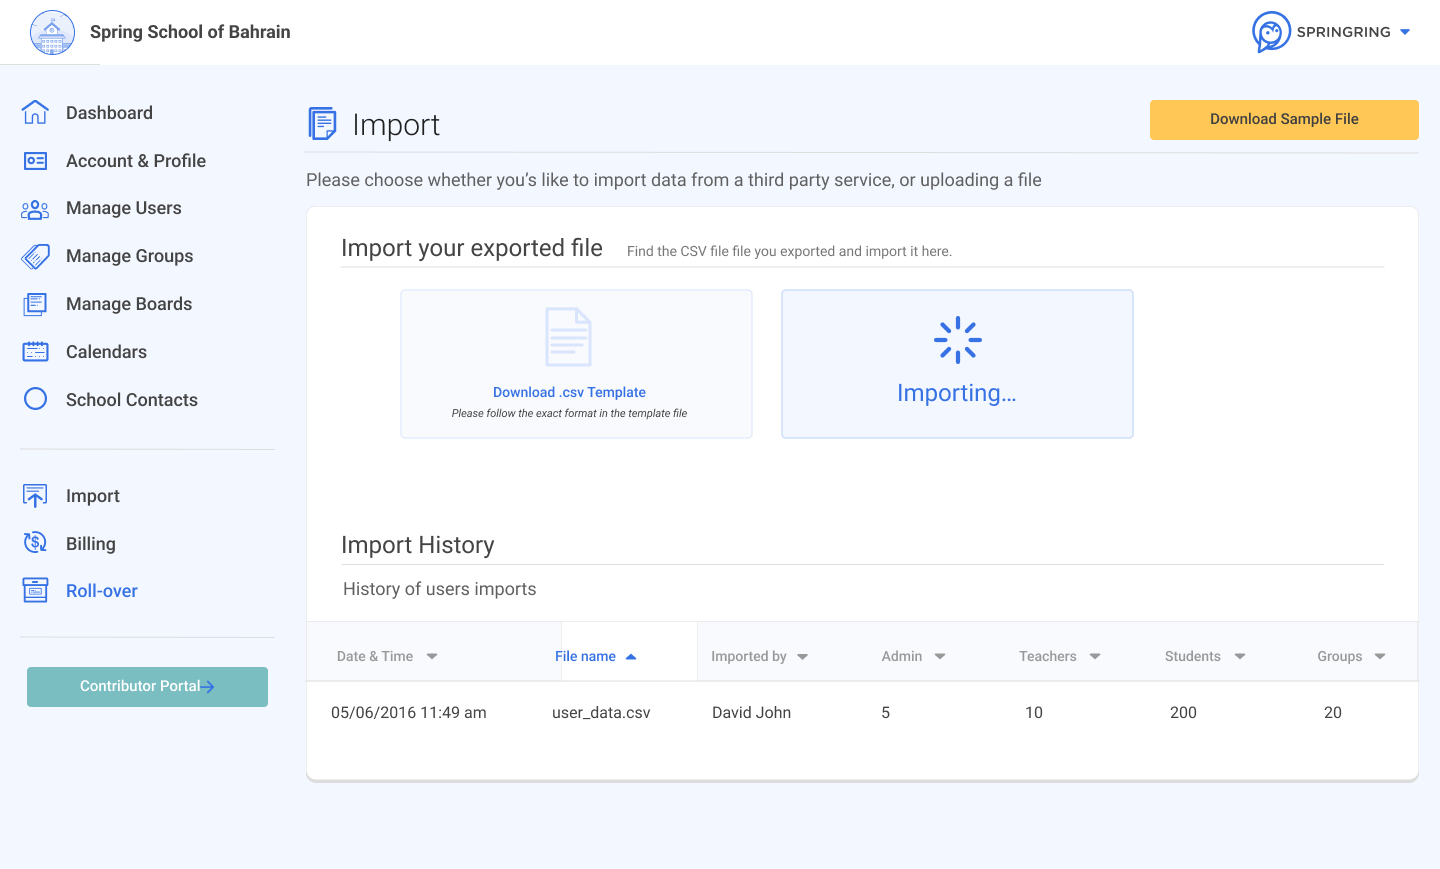 Spring School of Bahrain
SPRINGRING
Dashboard
Account & Profile
Manage Users
Manage Groups
Manage Boards
Calendars
School Contacts
Import
Billing
Roll-over
Contributor Portal
Import
Download Sample File
Please choose whether you's like to import data from a third party service, or uploading a file
Import your exported file Find the CSV file file you exported and import it here.
Download .csv Template
Please follow the exact format in the template file
Importing...
Import History
History of users imports
Date & Time File name Imported by Admin Teachers Students Groups
05/06/2016 11:49 am user_data.csv David John 5 10 200 20